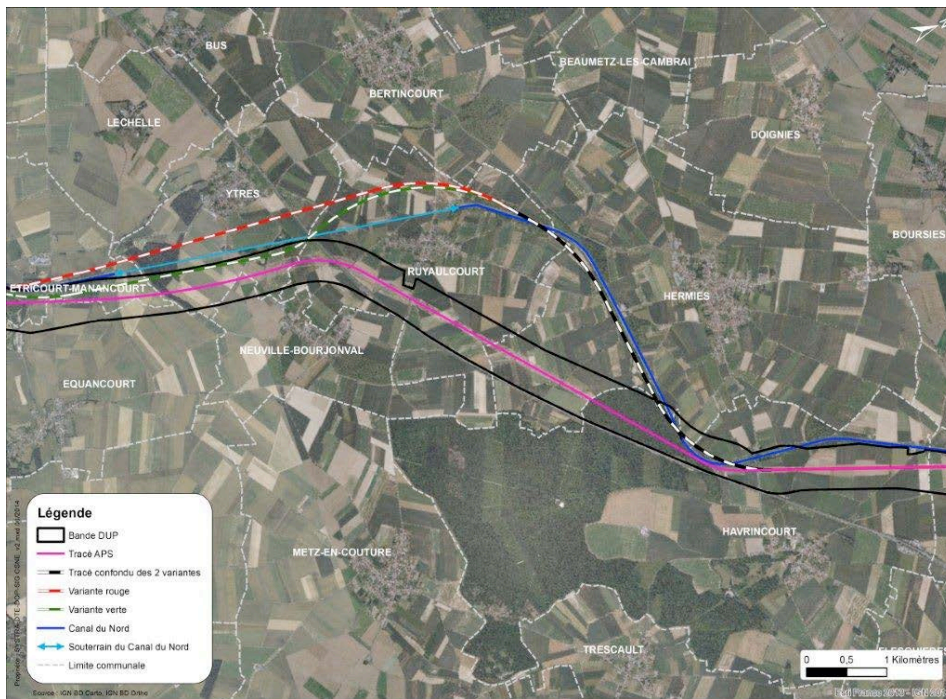 BUS
BEAUMETZ-LES-CAMBRAI
BERTINCOURT
LECHELLE
DOIGNIES
YTRES
BOURSIES
RUYAULCOURT
ETRICOURT-MANANCOURT
HERMIES
NEUVILLE-BOURJONVAL
EQUANCOURT
HAVRINCOURT
METZ-EN-COUTURE
TRESCAULT
Légende
Bande DUP
Tracé APS
Tracé confondu des 2 variantes
Variante rouge
Variante verte
Canal du Nord
Souterrain du Canal du Nord
Limite communale
0 0,5 1 Kilomètres
Source : IGN BD Carto, IGN BD Ortho